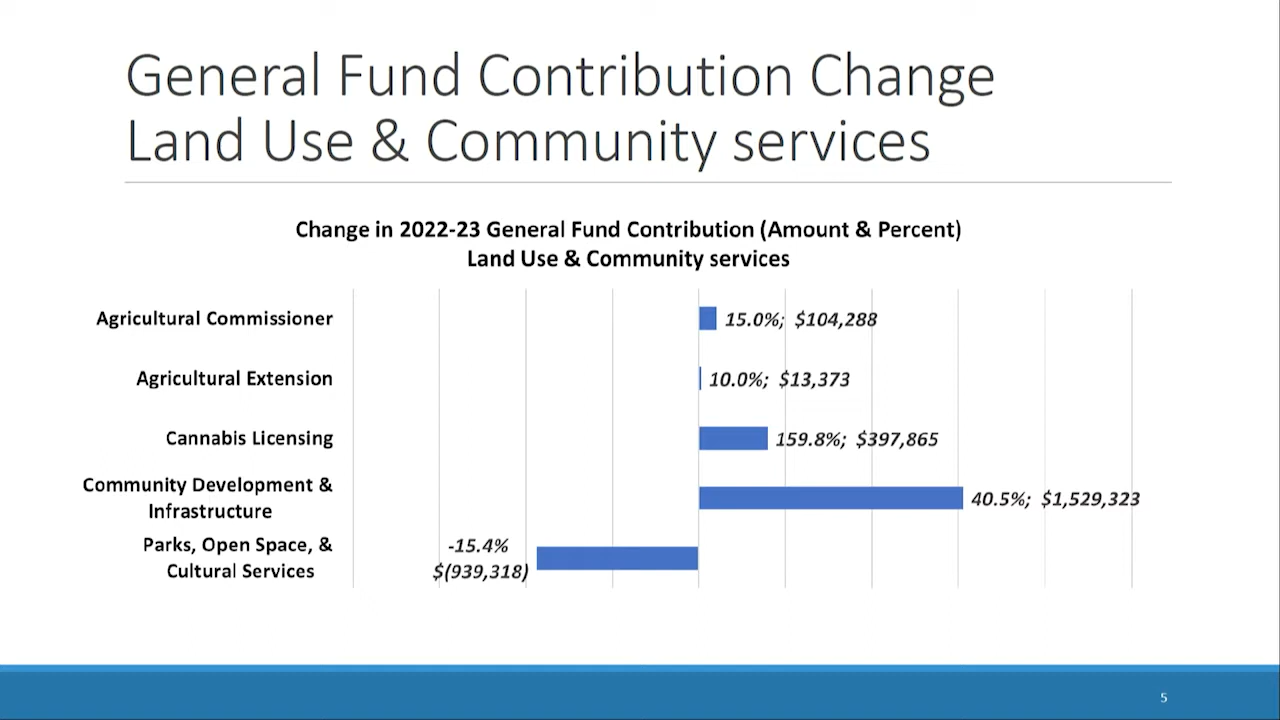 General Fund Contribution Change
Land Use & Community services
Change in 2022-23 General Fund Contribution (Amount & Percent)
Land Use & Community services
Agricultural Commissioner
15.0%; $104,288
Agricultural Extension
10.0%; $13,373
Cannabis Licensing
159.8%; $397,865
Community Development &
Infrastructure
40.5%; $1,529,323
Parks, Open Space, &
Cultural Services
-15.4%
$(939,318)
5